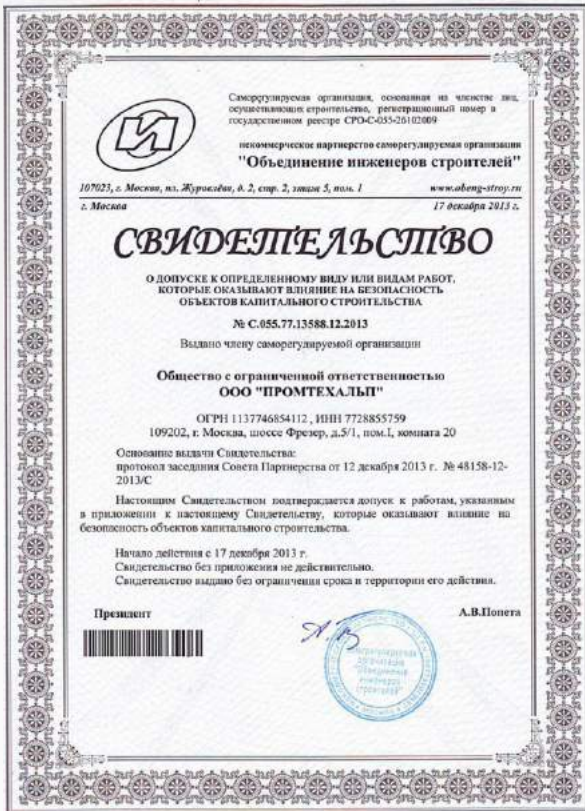 Саморегулируемая организация, основанная на членстве лиц,
осуществляющих строительство, регистрационный номер в
государственном реестре СРО-С-055-26102009
некоммерческое партнерство саморегулируемая организация
"Объединение инженеров строителей"
107023, г. Москва, пл. Журавлёва, д. 2, стр. 2, этаж 5, пом. 1 www.obeng-stroy.ru
г. Москва 17 декабря 2013 г.
СВИДЕТЕЛЬСТВО
О ДОПУСКЕ К ОПРЕДЕЛЕННОМУ ВИДУ ИЛИ ВИДАМ РАБОТ,
КОТОРЫЕ ОКАЗЫВАЮТ ВЛИЯНИЕ НА БЕЗОПАСНОСТЬ
ОБЪЕКТОВ КАПИТАЛЬНОГО СТРОИТЕЛЬСТВА
№ С.055.77.13588.12.2013
Выдано члену саморегулируемой организации
Общество с ограниченной ответственностью
ООО "ПРОМТЕХАЛЬП"
ОГРН 1137746854112, ИНН 7728855759
109202, г. Москва, шоссе Фрезер, д.5/1, пом.I, комната 20
Основание выдачи Свидетельства:
протокол заседания Совета Партнерства от 12 декабря 2013 г. № 48158-12-
2013/С
Настоящим Свидетельством подтверждается допуск к работам, указанным
в приложении к настоящему Свидетельству, которые оказывают влияние на
безопасность объектов капитального строительства.
Начало действия с 17 декабря 2013 г.
Свидетельство без приложения не действительно.
Свидетельство выдано без ограничения срока и территории его действия.
Президент А.В.Попета
Саморегулируемая
организация
"Объединение
инженеров
строителей"